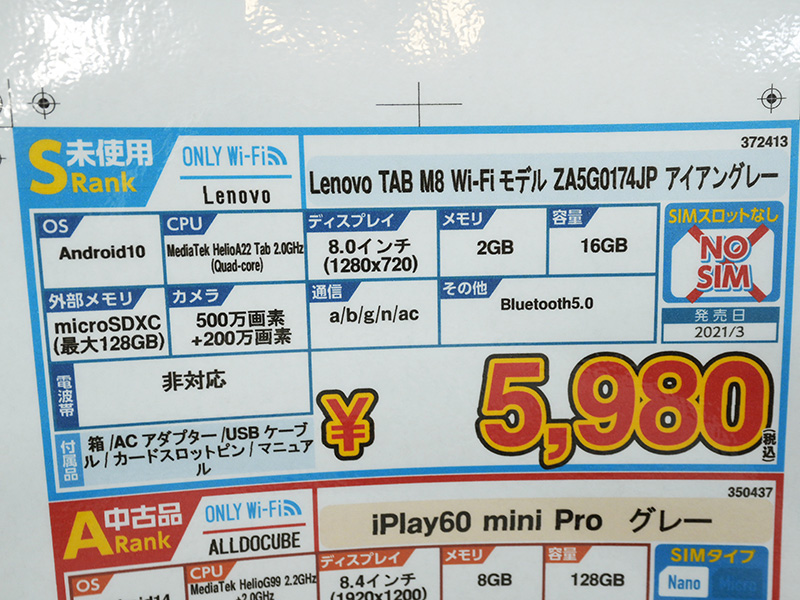 372413
S 未使用 Rank
ONLY Wi-Fi
Lenovo
Lenovo TAB M8 Wi-Fiモデル ZA5G0174JP アイアングレー
OS
Android10
CPU
MediaTek HelioA22 Tab 2.0GHz
(Quad-core)
ディスプレイ
8.0インチ
(1280x720)
メモリ
2GB
容量
16GB
SIMスロットなし
NO
SIM
外部メモリ
microSDXC
(最大128GB)
カメラ
500万画素
+200万画素
通信
a/b/g/n/ac
その他
Bluetooth5.0
発売日
2021/3
電波帯
非対応
¥5,980
(税込)
付属品
箱/ACアダプター/USBケーブ
ル/カードスロットピン/マニュア
ル
350437
A 中古品 Rank
ONLY Wi-Fi
ALLDOCUBE
iPlay60 mini Pro グレー
OS
CPU
MediaTek HelioG99 2.2GHz
+2.0GHz
ディスプレイ
8.4インチ
(1920x1200)
メモリ
8GB
容量
128GB
SIMタイプ
Nano
Micro